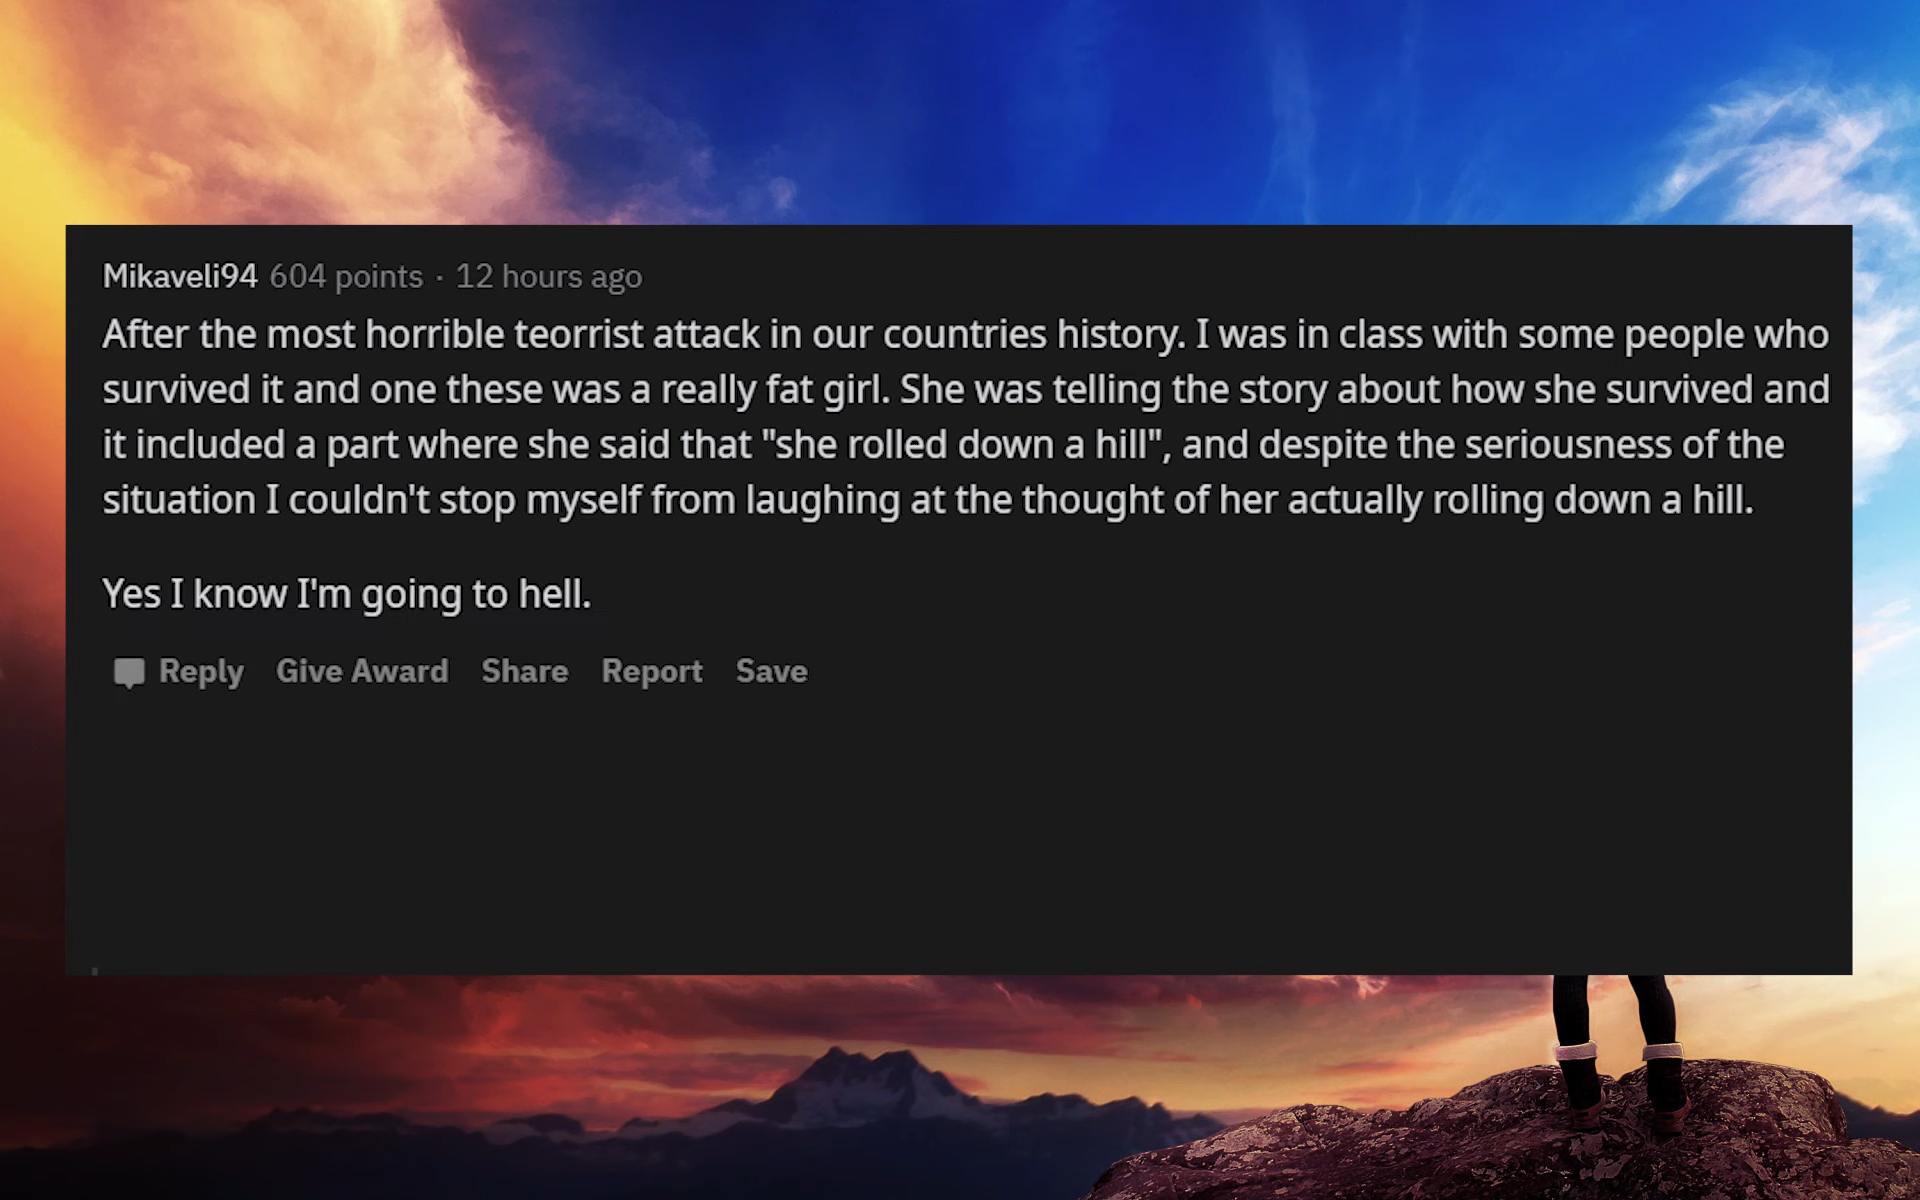 Mikaveli94 604 points · 12 hours ago
After the most horrible teorrist attack in our countries history. I was in class with some people who
survived it and one these was a really fat girl. She was telling the story about how she survived and
it included a part where she said that "she rolled down a hill", and despite the seriousness of the
situation I couldn't stop myself from laughing at the thought of her actually rolling down a hill.
Yes I know I'm going to hell.
Reply Give Award Share Report Save